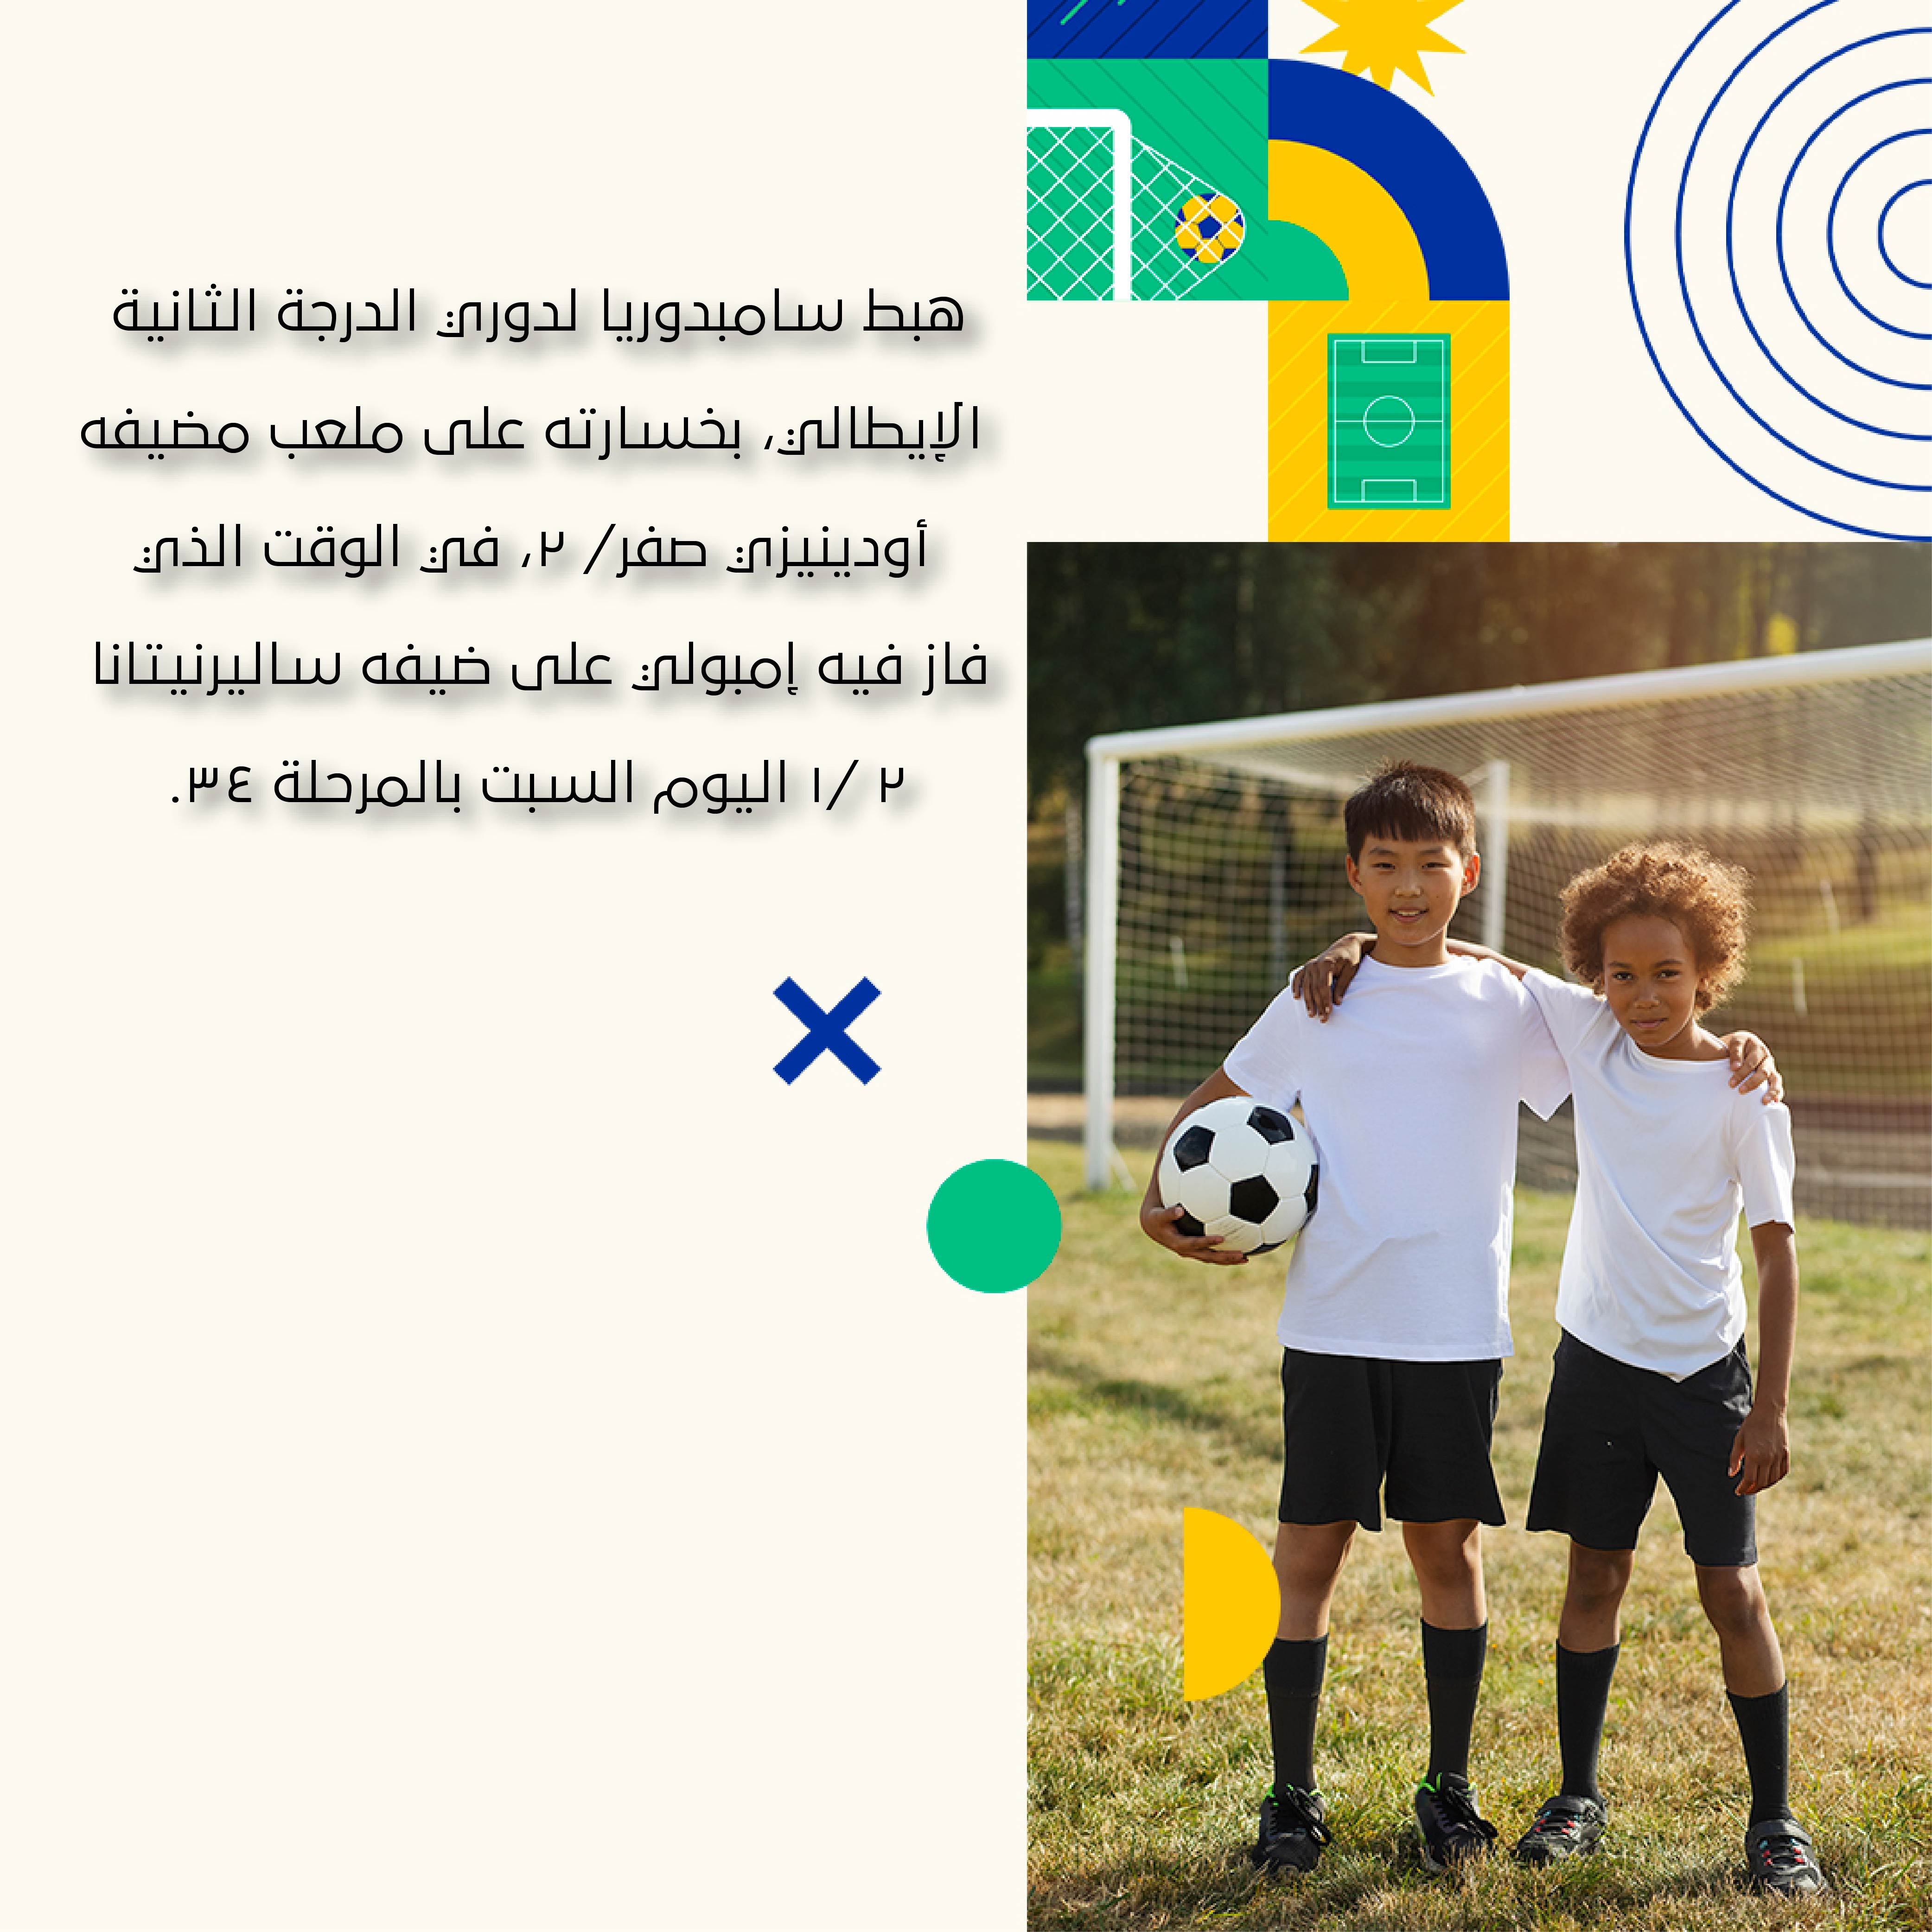 هبط سامبدوريا لدوري الدرجة الثانية
الإيطالي، بخسارته على ملعب مضيفه
أودينيزي صفر/ ٢، في الوقت الذي
فاز فيه إمبولي على ضيفه ساليرنيتانا
٢ /١ اليوم السبت بالمرحلة ٣٤.